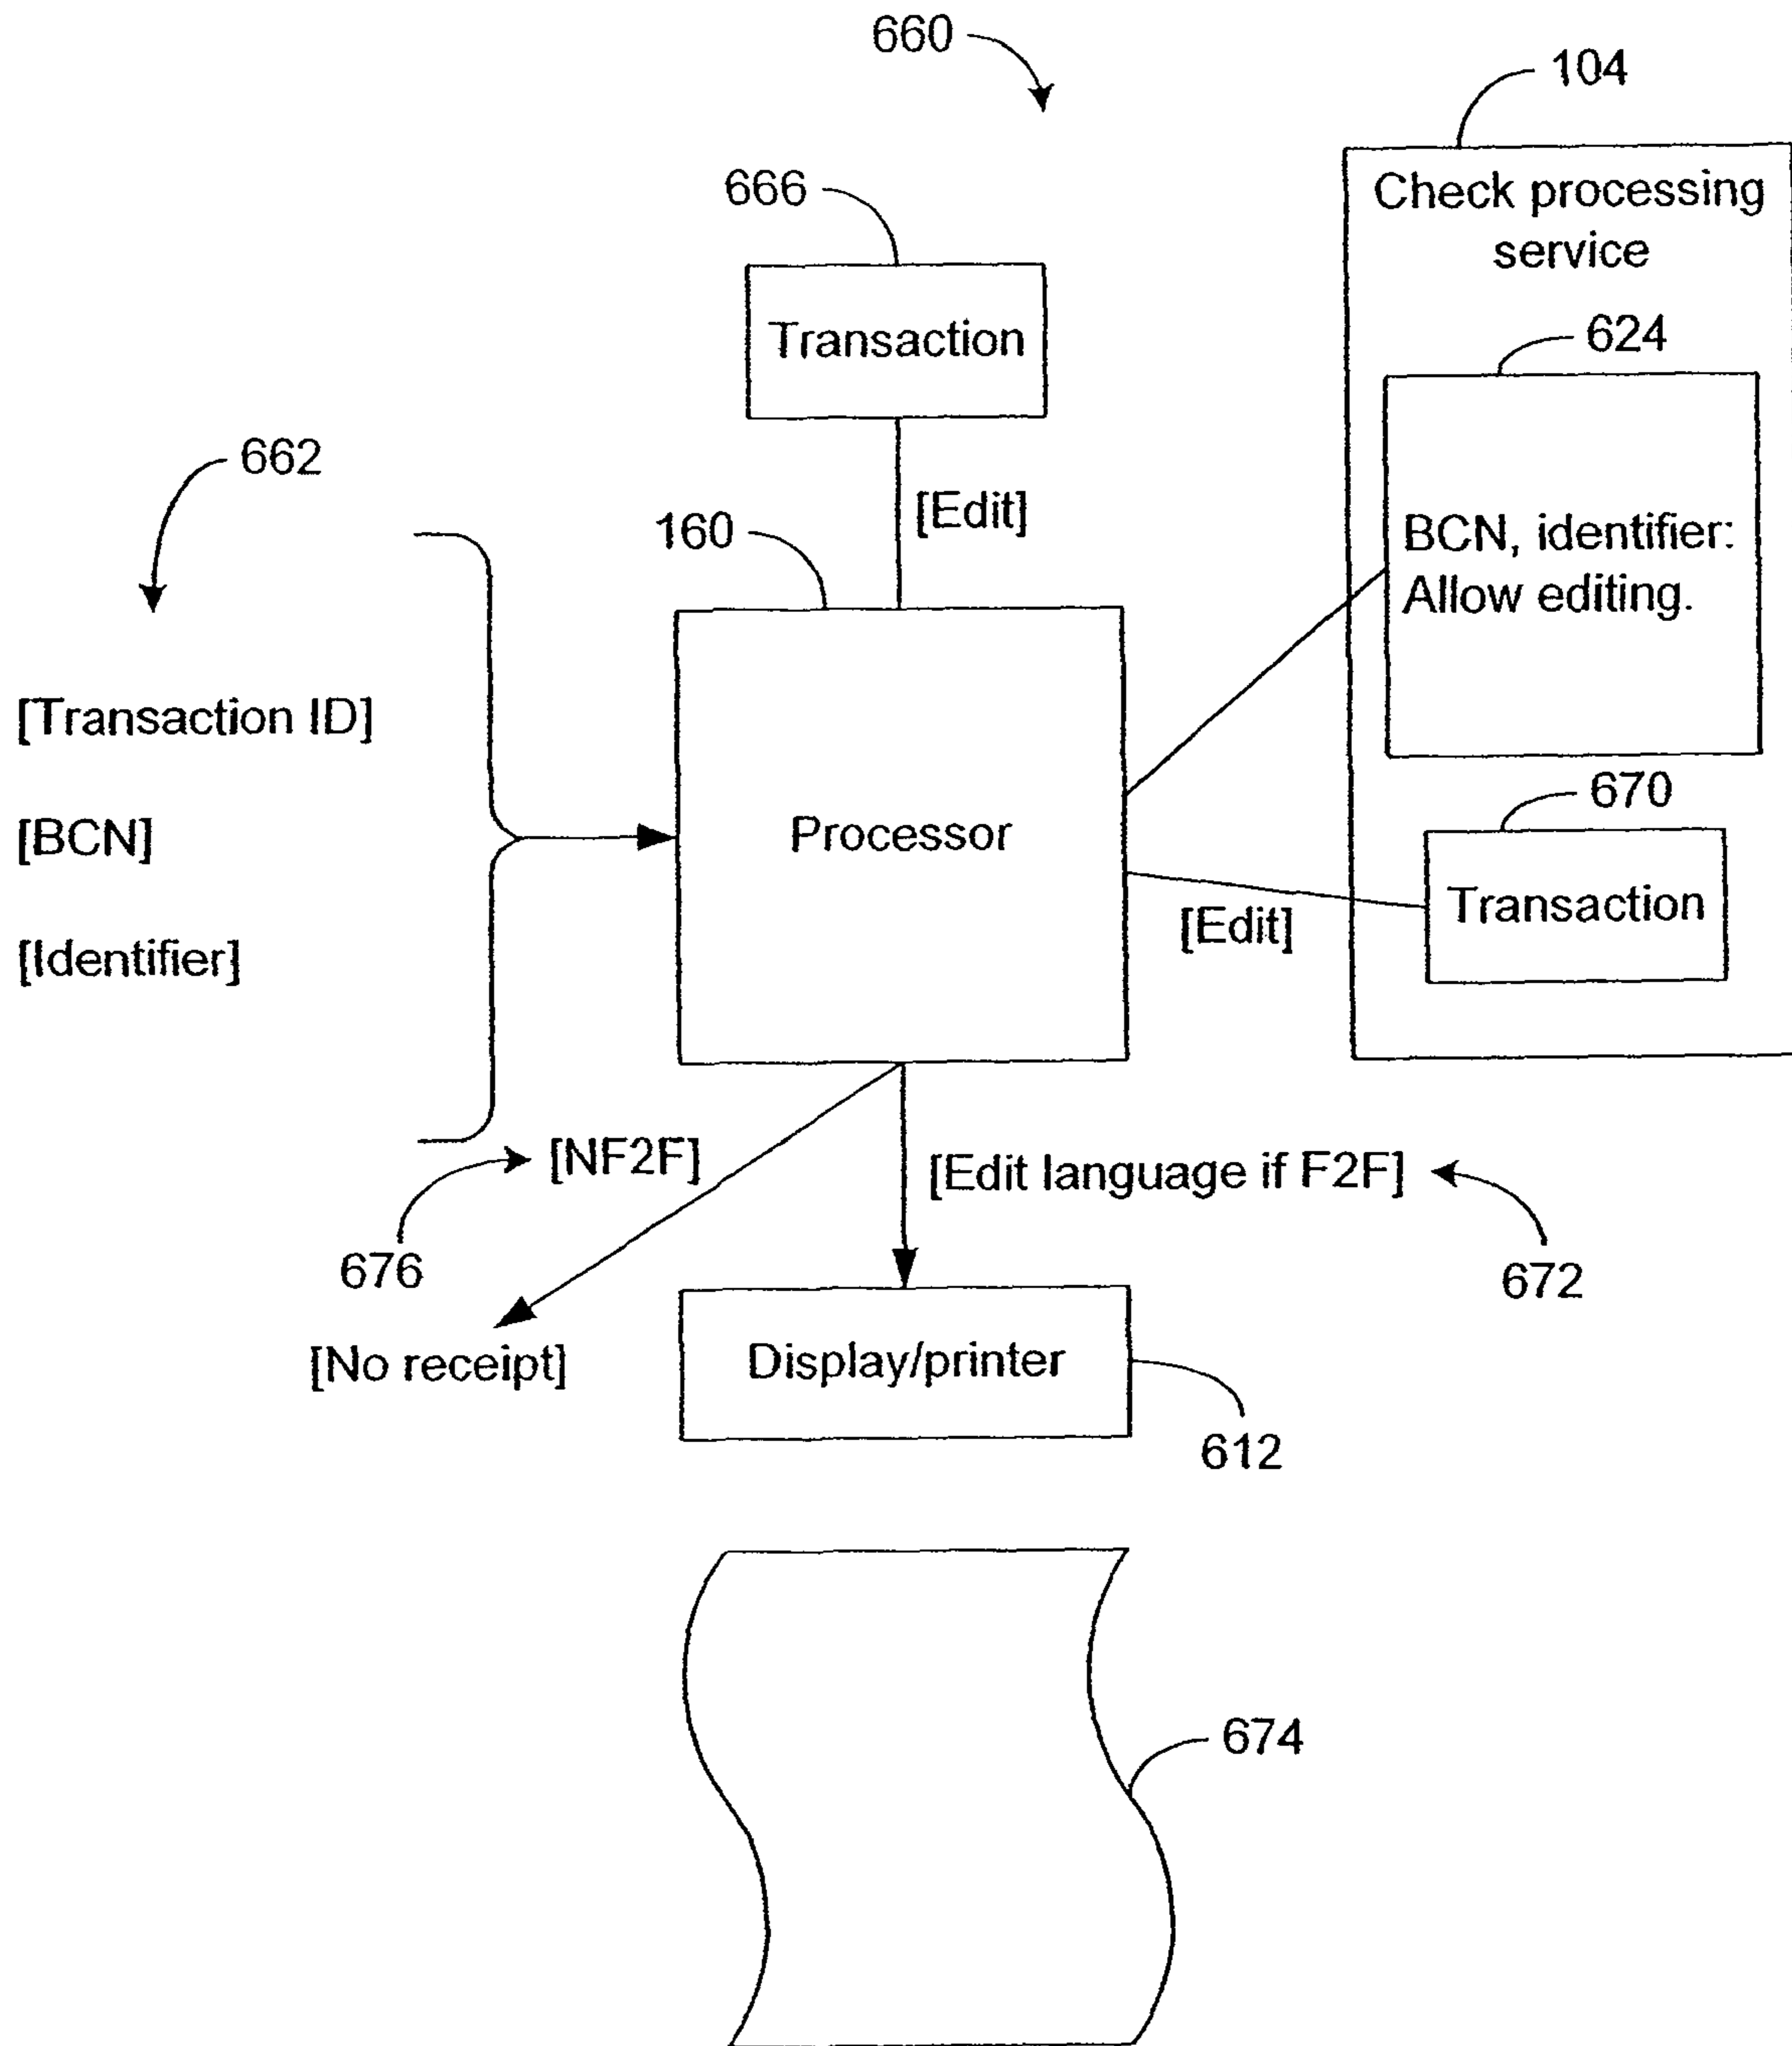 660
104
Check processing
service
666
Transaction
624
662
[Edit]
160
BCN, identifier:
Allow editing.
[Transaction ID]
[BCN]
[Identifier]
Processor
670
Transaction
[Edit]
[NF2F]
[Edit language if F2F]
676
672
[No receipt]
Display/printer
612
674